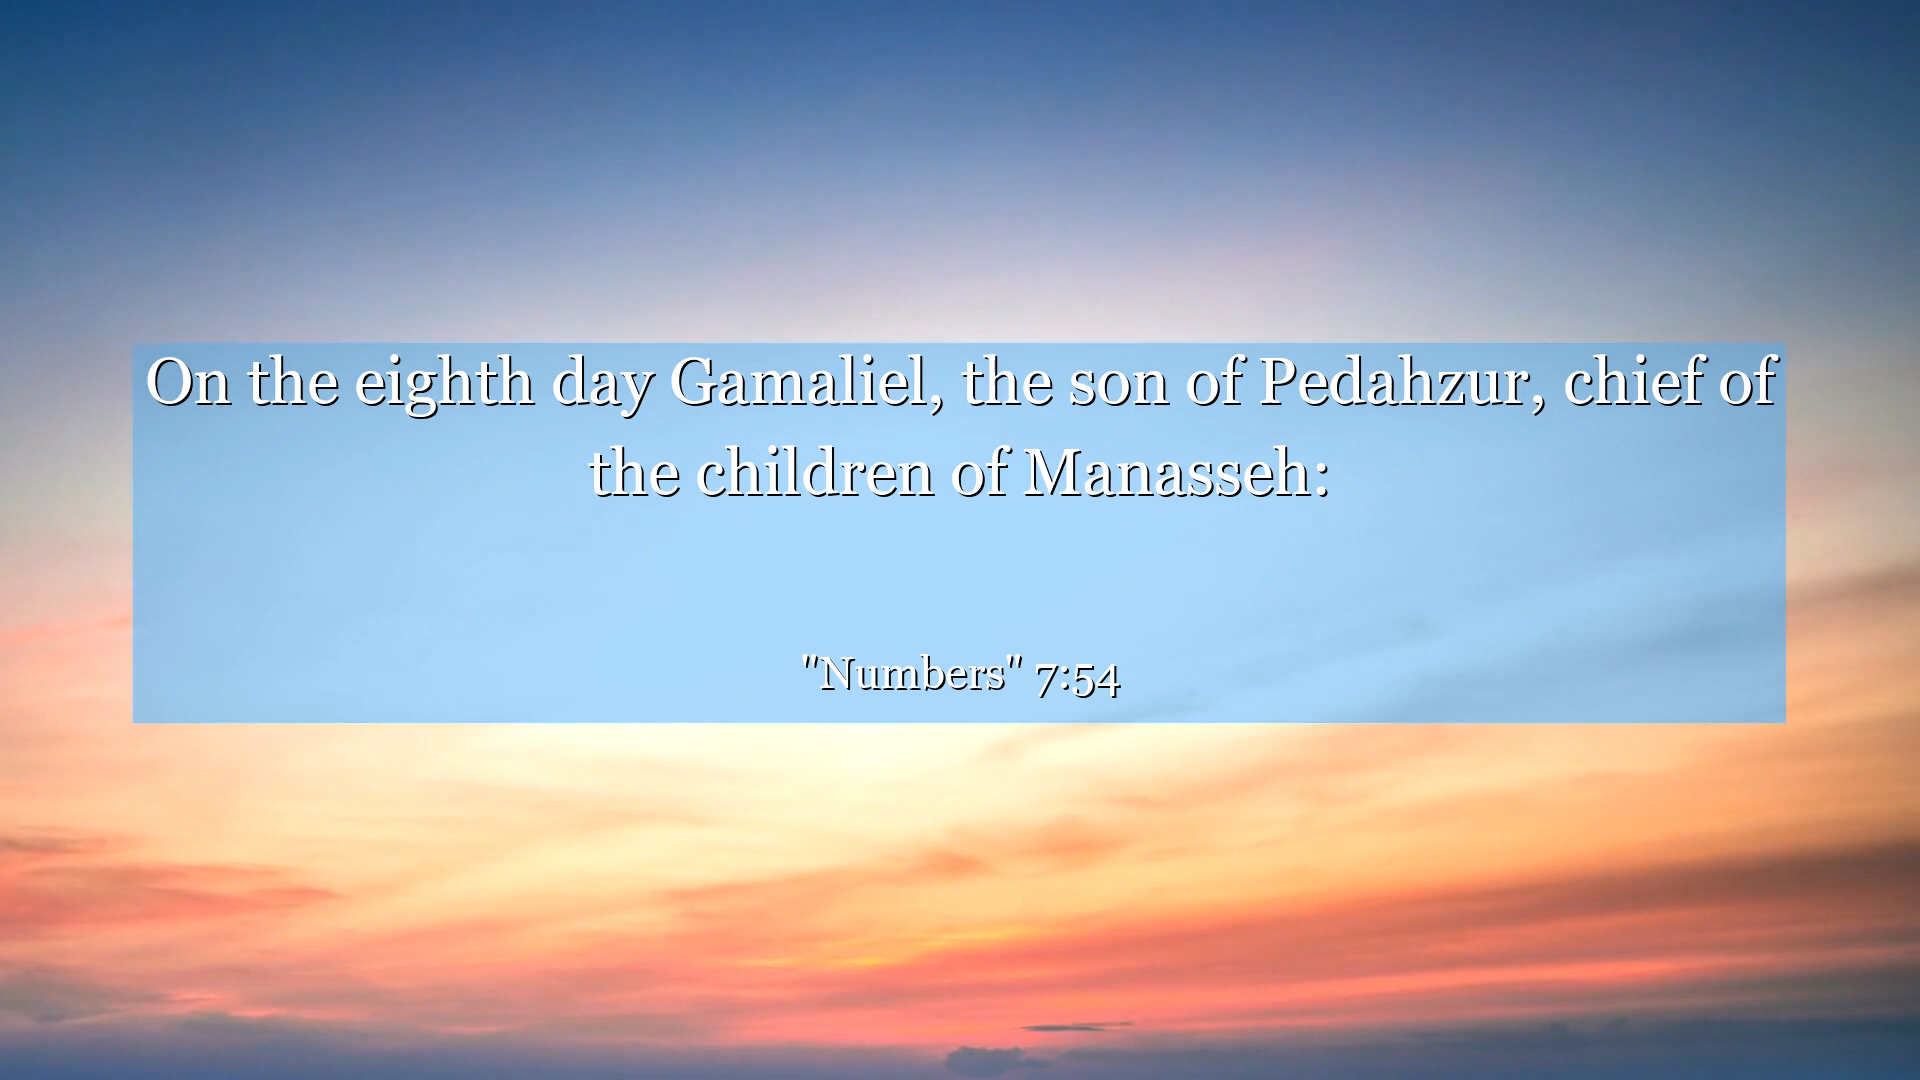 On the eighth day Gamaliel, the son of Pedahzur, chief of
the children of Manasseh:
"Numbers" 7:54